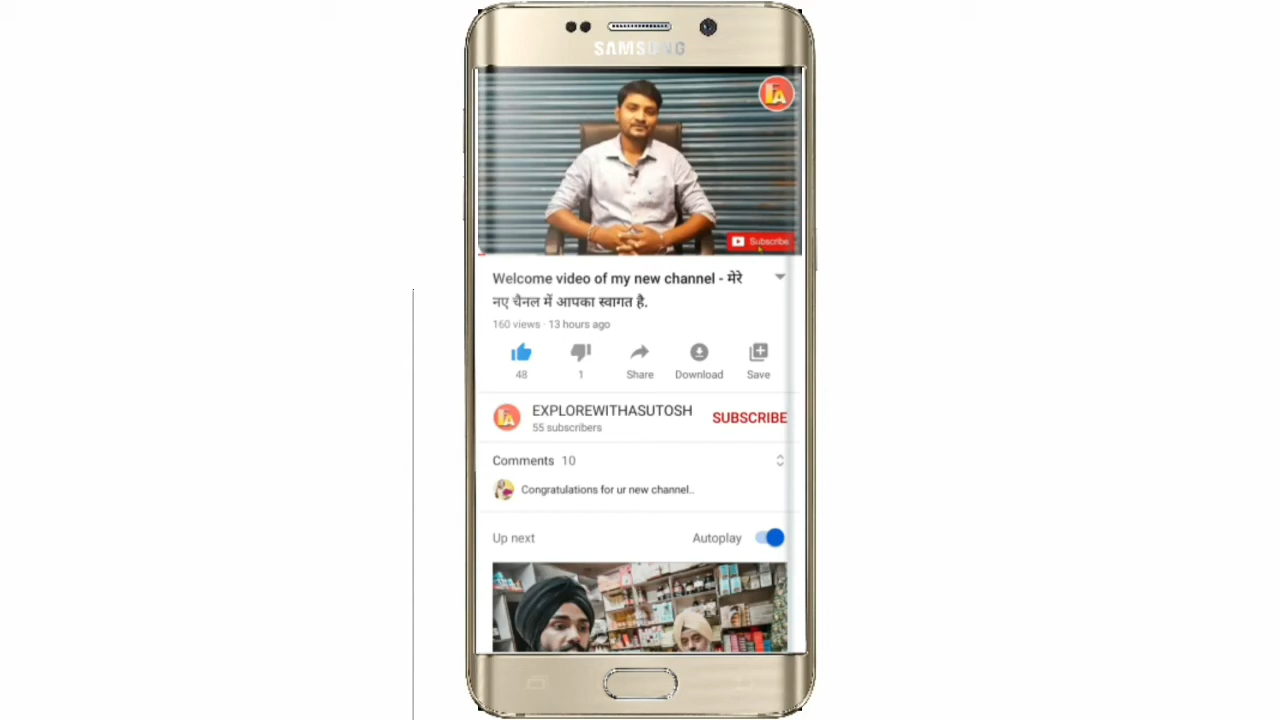 SAMSUNG
Subscribe
Welcome video of my new channel - मेरे
नए चैनल में आपका स्वागत है.
160 views · 13 hours ago
48
1
Share
Download
Save
EXPLOREWITHASUTOSH
55 subscribers
SUBSCRIBE
Comments 10
Congratulations for ur new channel..
Up next
Autoplay